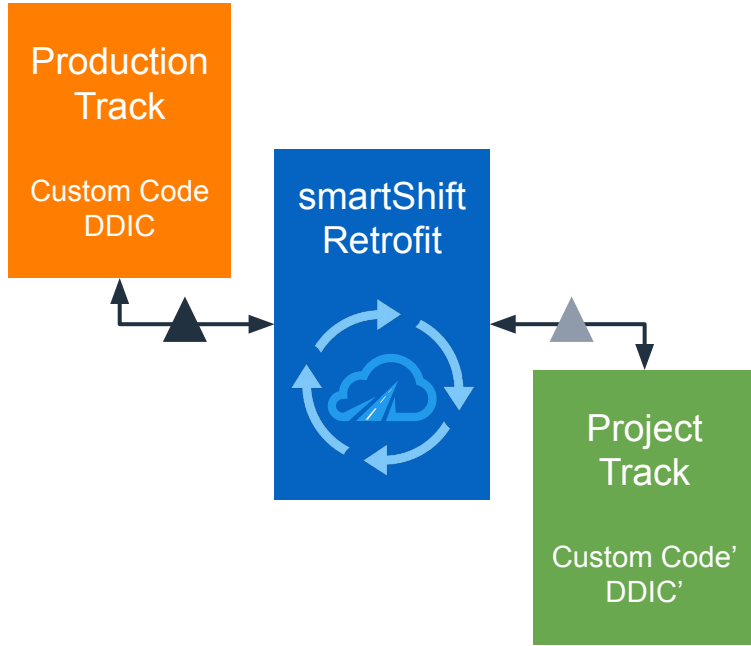 Production
Track
Custom Code
DDIC
smartShift
Retrofit
Project
Track
Custom Code’
DDIC’